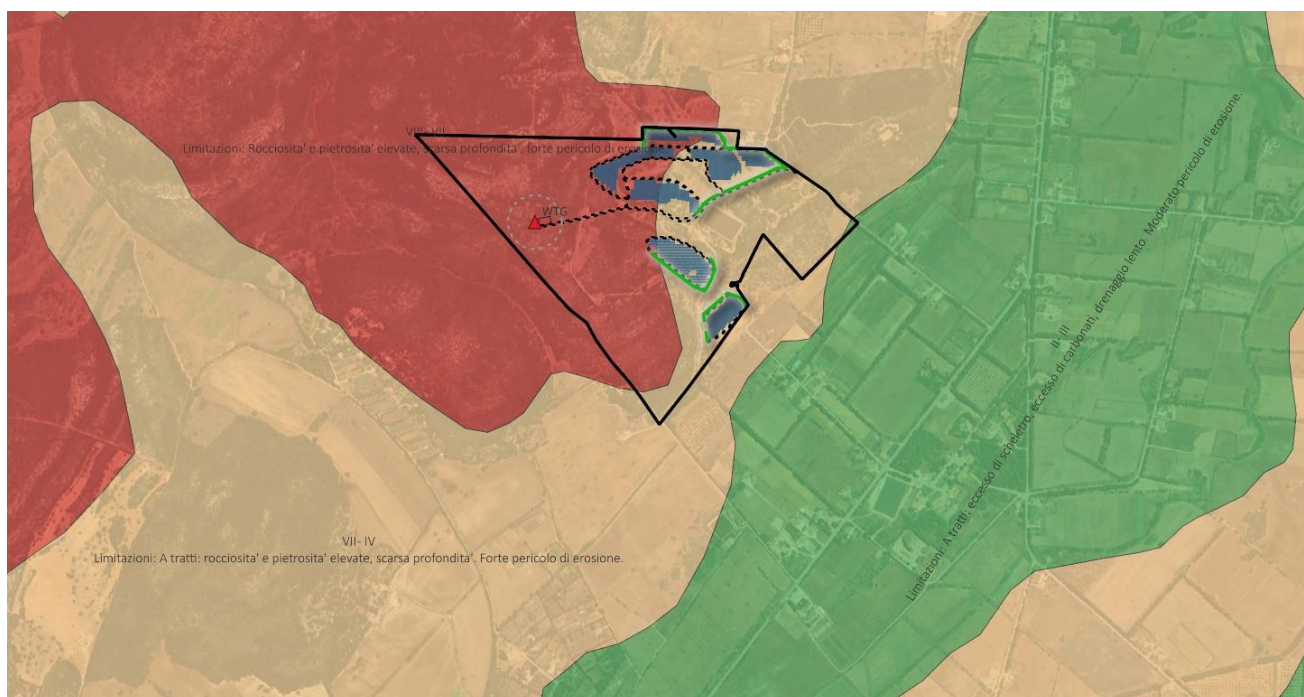 VIII- VII
Limitazioni: Rocciosita' e pietrosita' elevate, scarsa profondita', forte pericolo di erosione.
WTG
II- III
Limitazioni: A tratti, eccesso di scheletro, eccesso di carbonati, drenaggio lento. Moderato pericolo di erosione.
VII- IV
Limitazioni: A tratti: rocciosita' e pietrosita' elevate, scarsa profondita'. Forte pericolo di erosione.